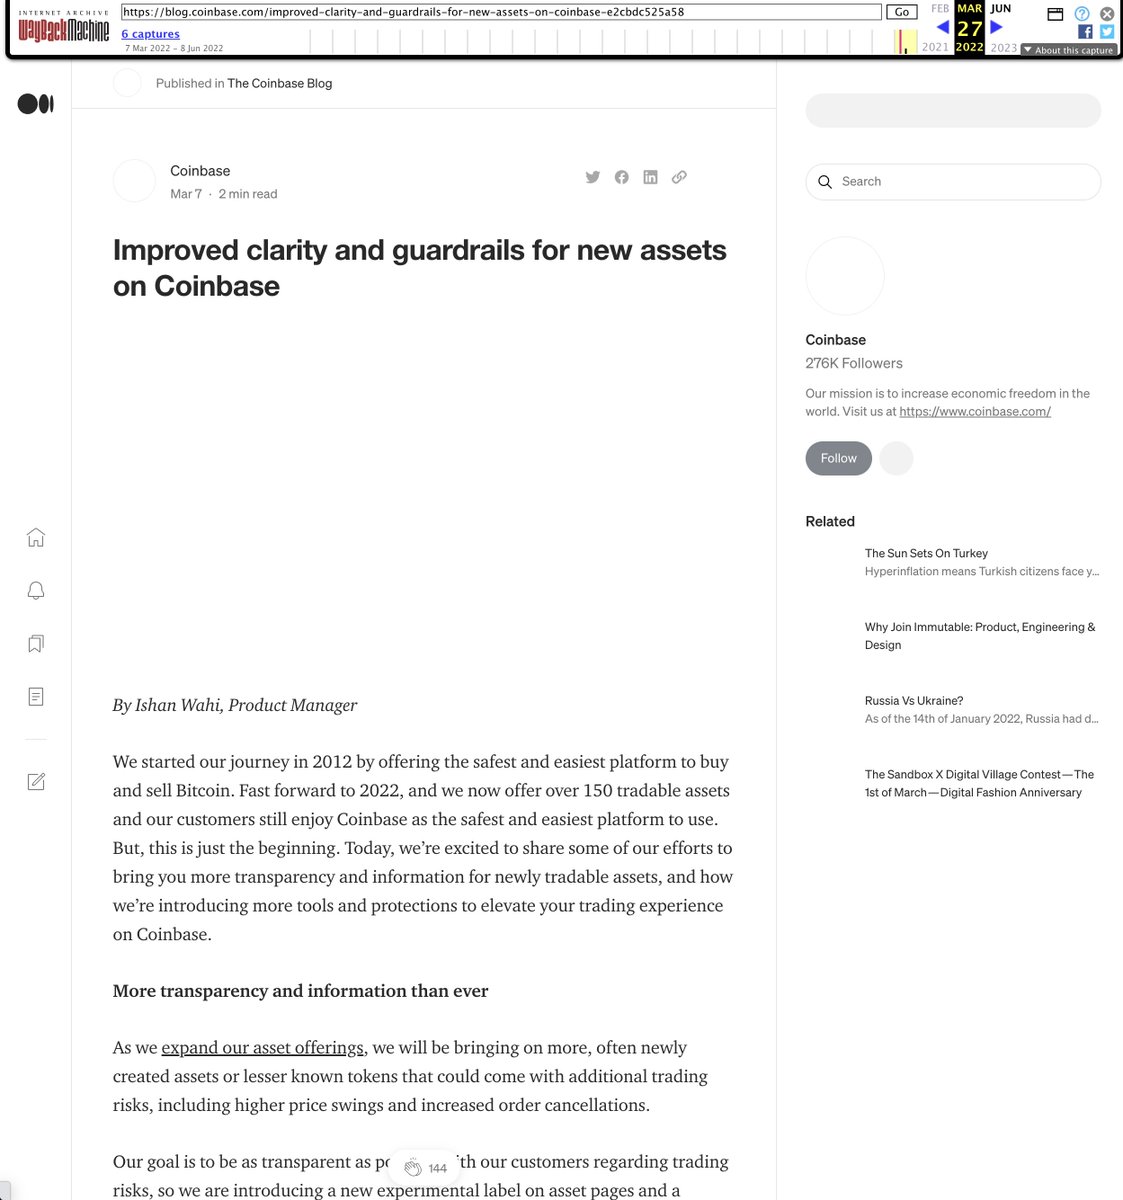 INTERNET ARCHIVE
WayBackMachine
https://blog.coinbase.com/improved-clarity-and-guardrails-for-new-assets-on-coinbase-e2cbdc525a58
Go
FEB
MAR
JUN
6 captures
27
7 Mar 2022 – 8 Jun 2022
2021
2022
2023
About this capture
Published in The Coinbase Blog
Coinbase
Mar 7 · 2 min read
Improved clarity and guardrails for new assets
on Coinbase
By Ishan Wahi, Product Manager
We started our journey in 2012 by offering the safest and easiest platform to buy
and sell Bitcoin. Fast forward to 2022, and we now offer over 150 tradable assets
and our customers still enjoy Coinbase as the safest and easiest platform to use.
But, this is just the beginning. Today, we’re excited to share some of our efforts to
bring you more transparency and information for newly tradable assets, and how
we’re introducing more tools and protections to elevate your trading experience
on Coinbase.
More transparency and information than ever
As we expand our asset offerings, we will be bringing on more, often newly
created assets or lesser known tokens that could come with additional trading
risks, including higher price swings and increased order cancellations.
Our goal is to be as transparent as po 144 th our customers regarding trading
risks, so we are introducing a new experimental label on asset pages and a
Search
Coinbase
276K Followers
Our mission is to increase economic freedom in the
world. Visit us at https://www.coinbase.com/
Follow
Related
The Sun Sets On Turkey
Hyperinflation means Turkish citizens face y...
Why Join Immutable: Product, Engineering &
Design
Russia Vs Ukraine?
As of the 14th of January 2022, Russia had d...
The Sandbox X Digital Village Contest — The
1st of March — Digital Fashion Anniversary